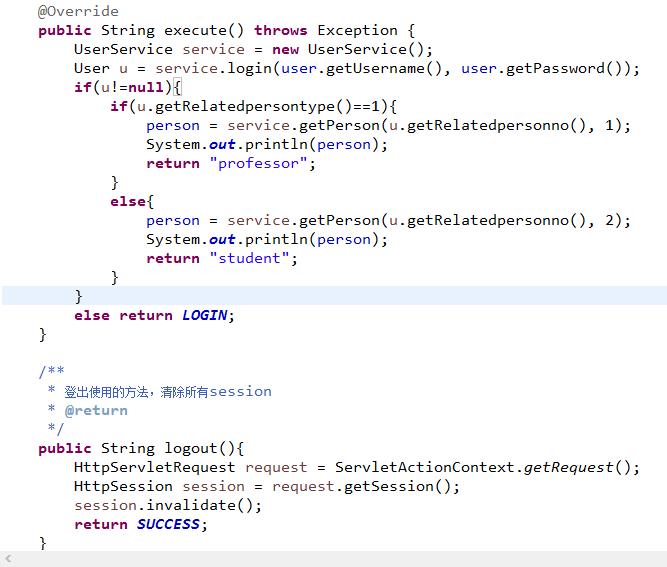 @Override
public String execute() throws Exception {
UserService service = new UserService();
User u = service.login(user.getUsername(), user.getPassword());
if(u!=null){
if(u.getRelatedpersontype()==1){
person = service.getPerson(u.getRelatedpersonno(), 1);
System.out.println(person);
return "professor";
}
else{
person = service.getPerson(u.getRelatedpersonno(), 2);
System.out.println(person);
return "student";
}
}
else return LOGIN;
}
/**
* 登出使用的方法，清除所有session
* @return
*/
public String logout(){
HttpServletRequest request = ServletActionContext.getRequest();
HttpSession session = request.getSession();
session.invalidate();
return SUCCESS;
}